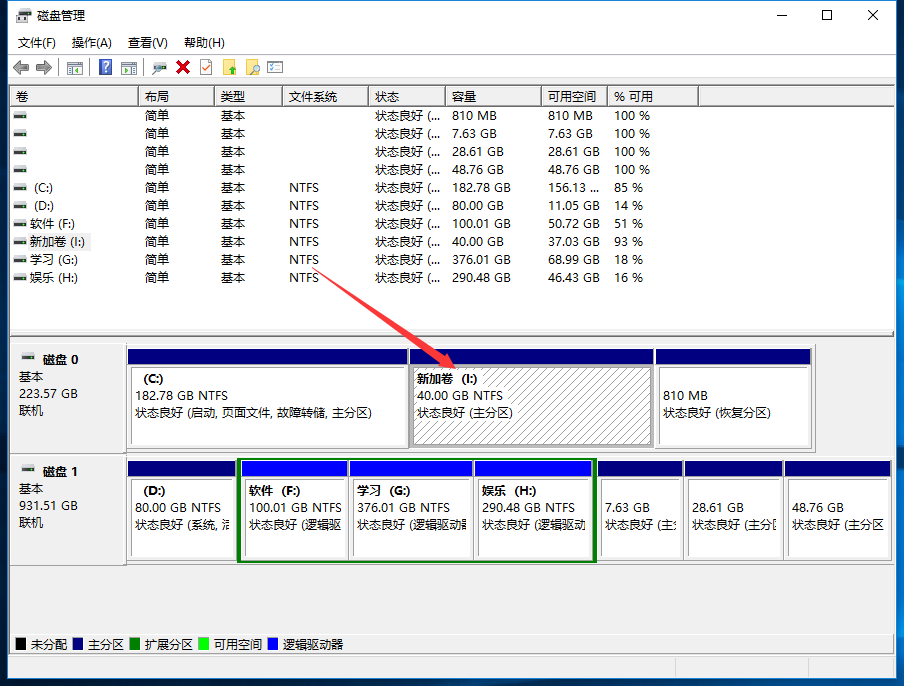 磁盘管理
文件(F) 操作(A) 查看(V) 帮助(H)
卷 布局 类型 文件系统 状态 容量 可用空间 % 可用
简单 基本 状态良好 (... 810 MB 810 MB 100 %
简单 基本 状态良好 (... 7.63 GB 7.63 GB 100 %
简单 基本 状态良好 (... 28.61 GB 28.61 GB 100 %
简单 基本 状态良好 (... 48.76 GB 48.76 GB 100 %
(C:) 简单 基本 NTFS 状态良好 (... 182.78 GB 156.13 ... 85 %
(D:) 简单 基本 NTFS 状态良好 (... 80.00 GB 11.05 GB 14 %
软件 (F:) 简单 基本 NTFS 状态良好 (... 100.01 GB 50.72 GB 51 %
新加卷 (I:) 简单 基本 NTFS 状态良好 (... 40.00 GB 37.03 GB 93 %
学习 (G:) 简单 基本 NTFS 状态良好 (... 376.01 GB 68.99 GB 18 %
娱乐 (H:) 简单 基本 NTFS 状态良好 (... 290.48 GB 46.43 GB 16 %
磁盘 0
基本
223.57 GB
联机
(C:)
182.78 GB NTFS
状态良好 (启动, 页面文件, 故障转储, 主分区)
新加卷 (I:)
40.00 GB NTFS
状态良好 (主分区)
810 MB
状态良好 (恢复分区)
磁盘 1
基本
931.51 GB
联机
(D:)
80.00 GB NTFS
状态良好 (系统, 
软件 (F:)
100.01 GB NTFS
状态良好 (逻辑驱
学习 (G:)
376.01 GB NTFS
状态良好 (逻辑驱动
娱乐 (H:)
290.48 GB NTFS
状态良好 (逻辑驱动
7.63 GB
状态良好 (主
28.61 GB
状态良好 (主分
48.76 GB
状态良好 (主分区
未分配 主分区 扩展分区 可用空间 逻辑驱动器